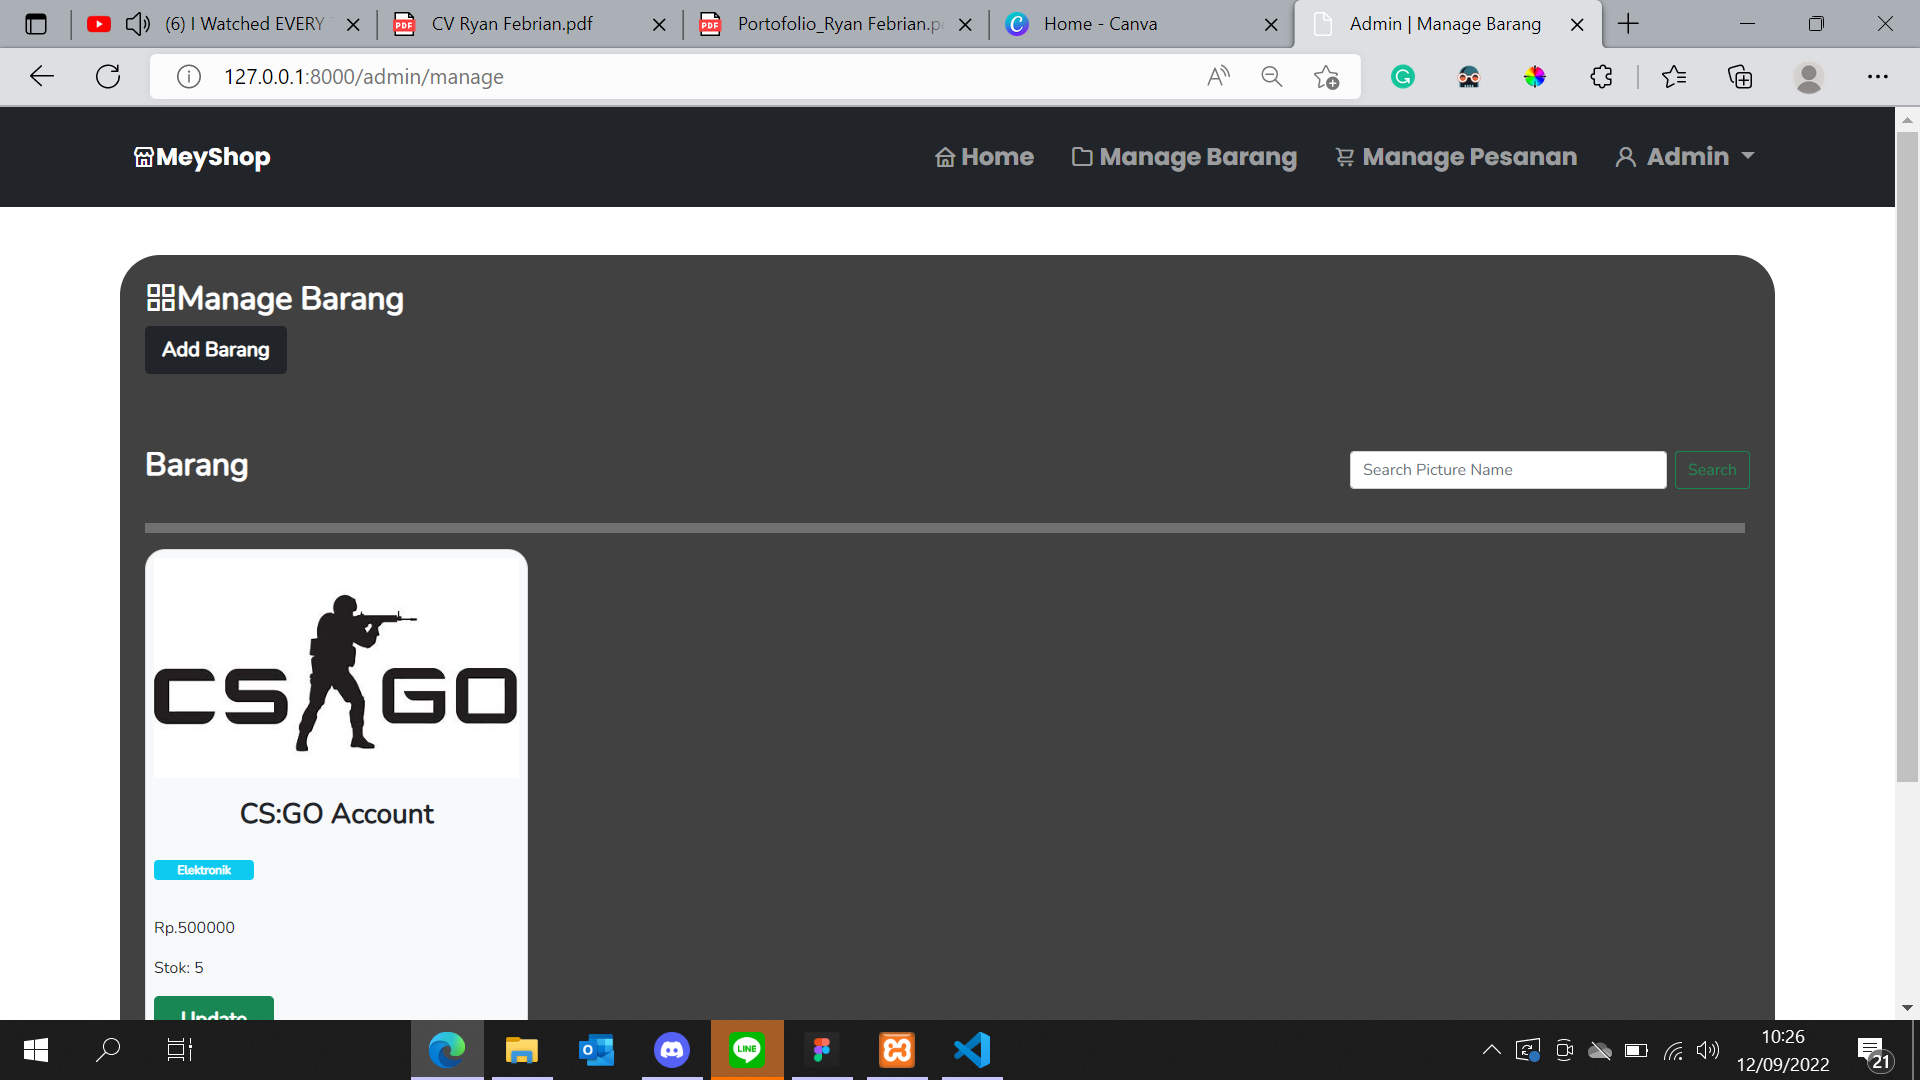 (6) I Watched EVERY
CV Ryan Febrian.pdf
Portofolio_Ryan Febrian.p
Home - Canva
Admin | Manage Barang
127.0.0.1:8000/admin/manage
MeyShop
Home
Manage Barang
Manage Pesanan
Admin
Manage Barang
Add Barang
Barang
Search Picture Name
Search
CS GO
CS:GO Account
Elektronik
Rp.500000
Stok: 5
Update
10:26
12/09/2022
21